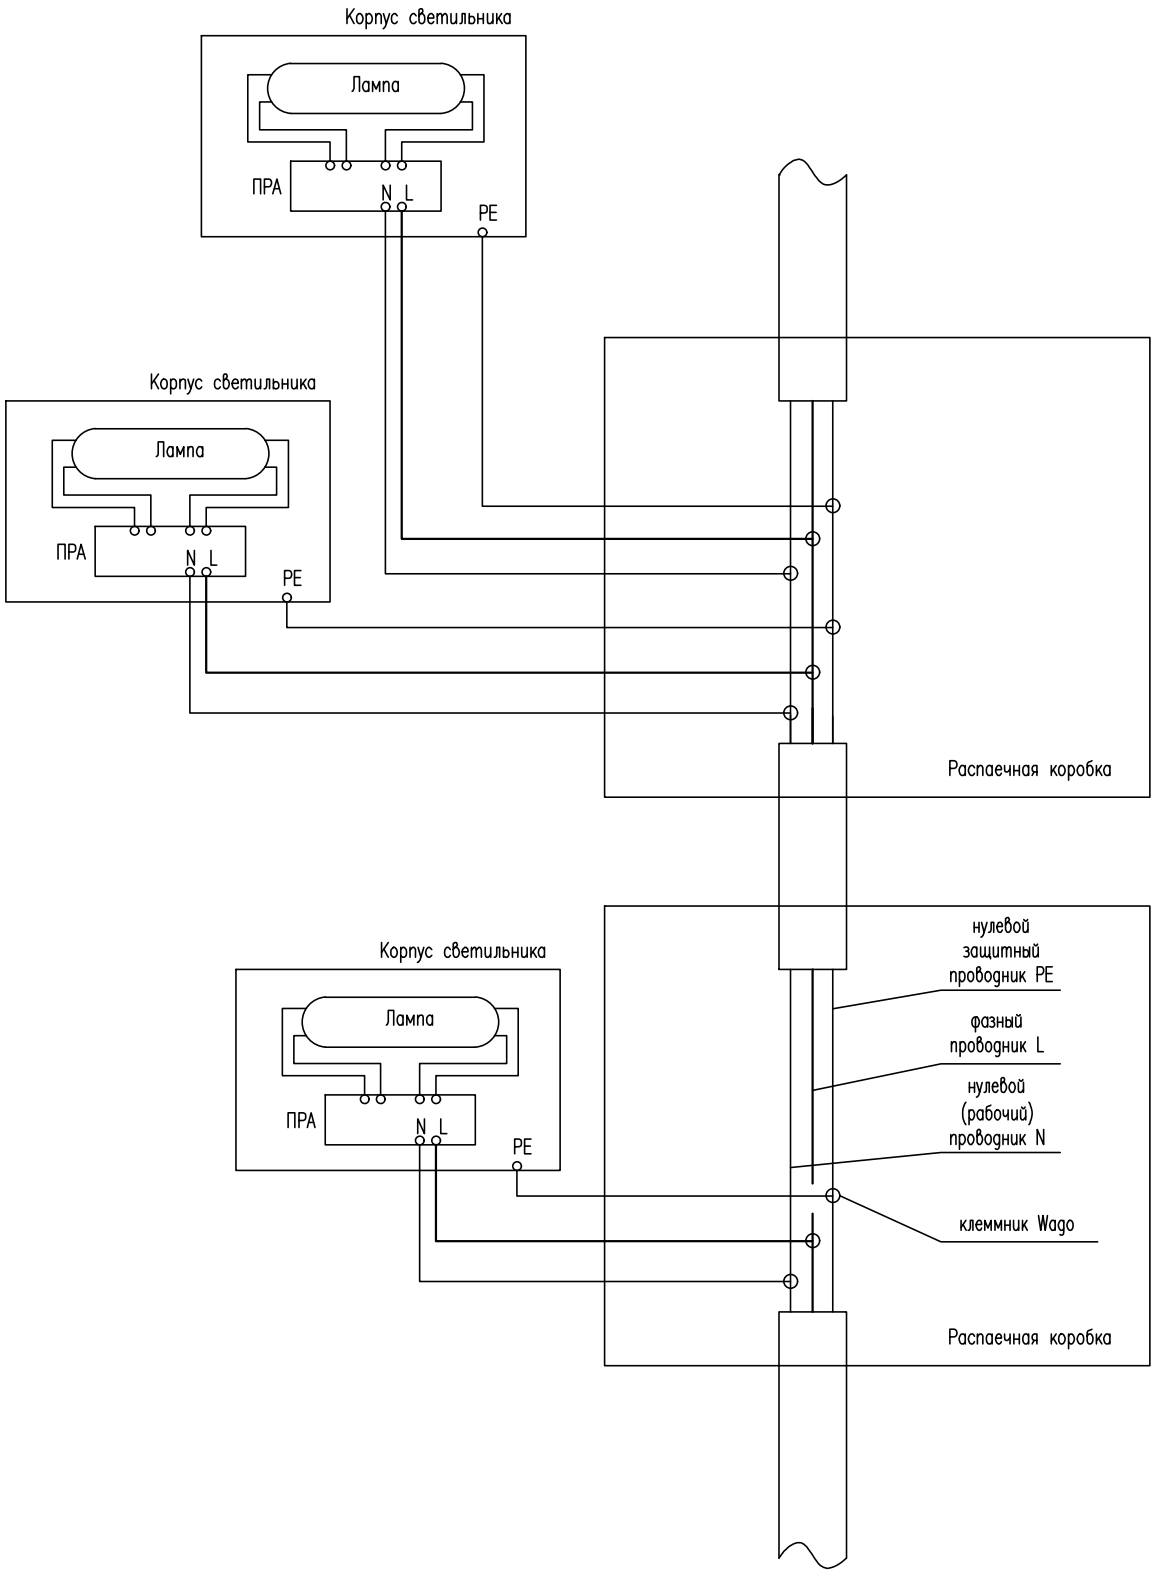 Корпус светильника
Лампа
ПРА
N L
PE
Корпус светильника
Лампа
ПРА
N L
PE
Распаечная коробка
нулевой
защитный
проводник PE
Корпус светильника
Лампа
фазный
проводник L
нулевой
(рабочий)
проводник N
ПРА
N L
PE
клеммник Wago
Распаечная коробка